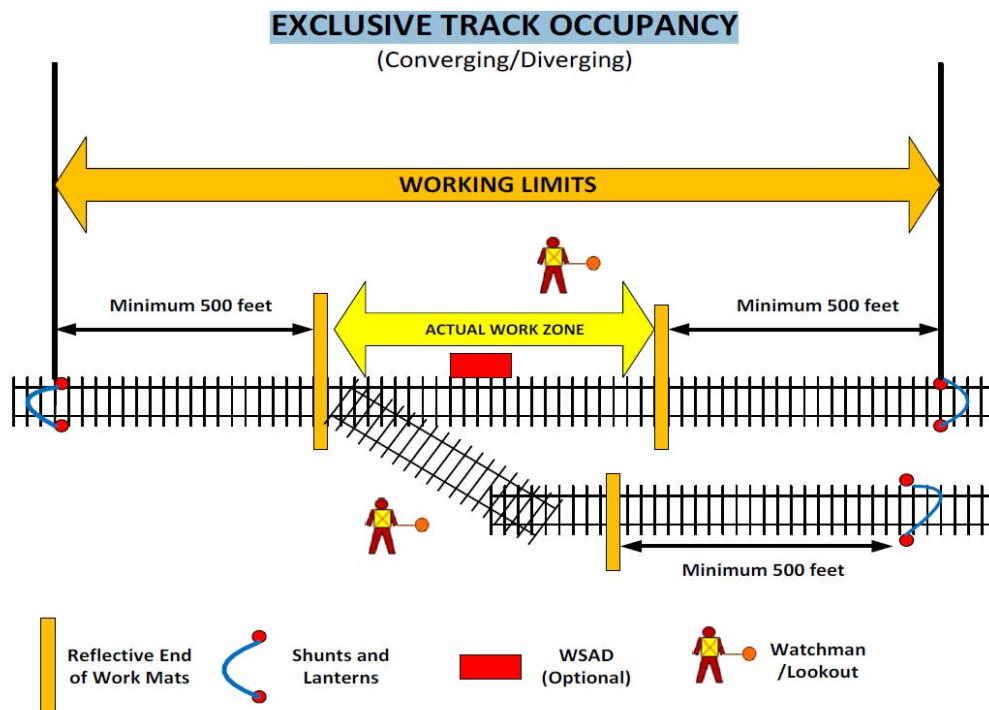 EXCLUSIVE TRACK OCCUPANCY
(Converging/Diverging)
WORKING LIMITS
Minimum 500 feet
ACTUAL WORK ZONE
Minimum 500 feet
Minimum 500 feet
Reflective End
of Work Mats
Shunts and
Lanterns
WSAD
(Optional)
Watchman
/Lookout